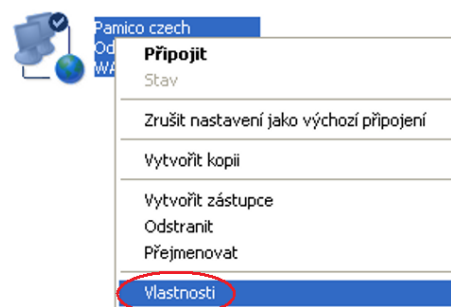 Pamico czech
Od
WA
Připojit
Stav
Zrušit nastavení jako výchozí připojení
Vytvořit kopii
Vytvořit zástupce
Odstranit
Přejmenovat
Vlastnosti